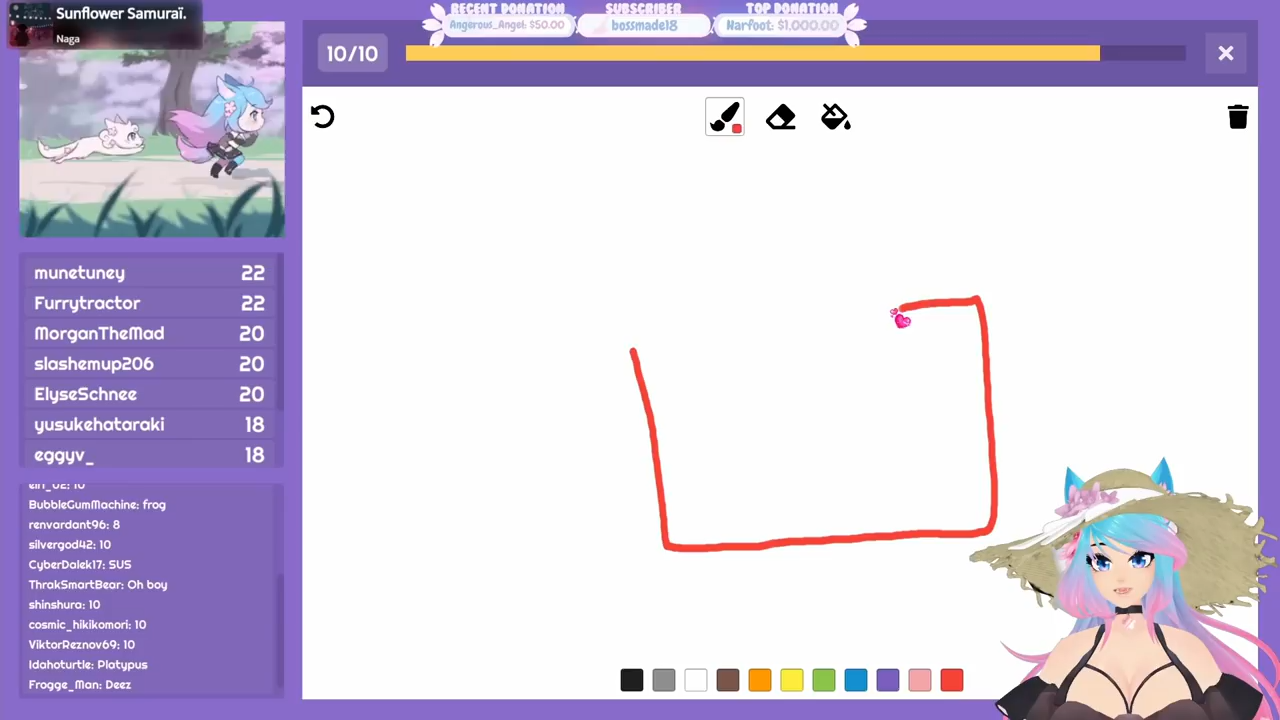 Sunflower Samuraï.
Naga
RECENT DONATION
Angerous_Angel: $50.00
SUBSCRIBER
bossmade18
TOP DONATION
Narfoot: $1,000.00
10/10
munetuney 22
Furrytractor 22
MorganTheMad 20
slashemup206 20
ElyseSchnee 20
yusukehataraki 18
eggyv_ 18
BubbleGumMachine: frog
renvardant96: 8
silvergod42: 10
CyberDalek17: SUS
ThrakSmartBear: Oh boy
shinshura: 10
cosmic_hikikomori: 10
ViktorReznov69: 10
Idahoturtle: Platypus
Frogge_Man: Deez